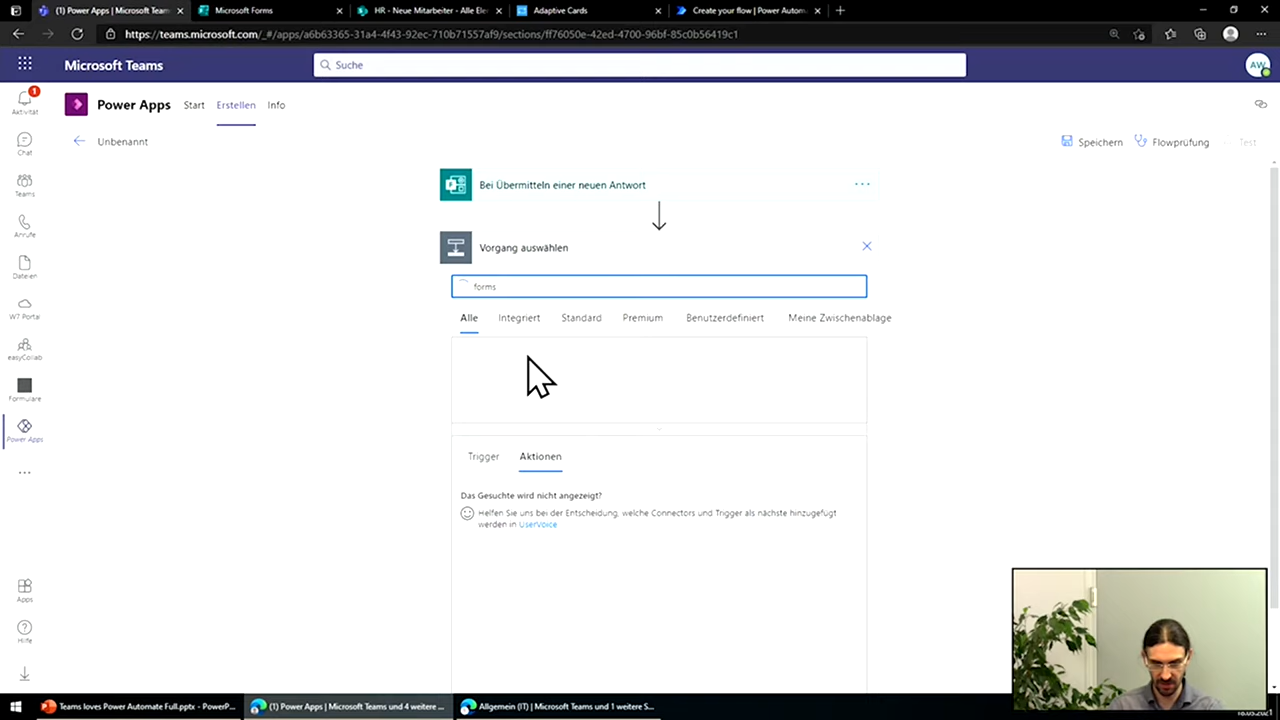 (1) Power Apps | Microsoft Team
Microsoft Forms
HR - Neue Mitarbeiter - Alle Ele
Adaptive Cards
Create your flow | Power Autom
https://teams.microsoft.com/_#/apps/a6b63365-31a4-4f43-92ec-710b71557af9/sections/ff76050e-42ed-4700-96bf-85c0b56419c1
Microsoft Teams
Suche
AW
1
Aktivität
Chat
Teams
Anrufe
Dateien
W7 Portal
easyCollab
Formulare
Power Apps
Apps
Hilfe
Power Apps
Start
Erstellen
Info
Unbenannt
Speichern
Flowprüfung
Test
Bei Übermitteln einer neuen Antwort
Vorgang auswählen
forms
Alle
Integriert
Standard
Premium
Benutzerdefiniert
Meine Zwischenablage
Trigger
Aktionen
Das Gesuchte wird nicht angezeigt?
Helfen Sie uns bei der Entscheidung, welche Connectors und Trigger als nächste hinzugefügt
werden in UserVoice.
Teams loves Power Automate Full.pptx - PowerP...
(1) Power Apps | Microsoft Teams und 4 weitere ...
Allgemein (IT) | Microsoft Teams und 1 weitere S...